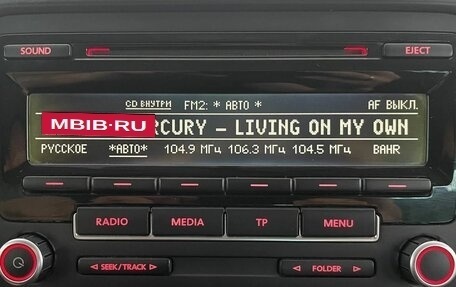 SOUND
EJECT
CD ВНУТРИ FM2: * АВТО * AF ВЫКЛ.
MBIB-RU RCURY – LIVING ON MY OWN
РУССКОЕ *АВТО* 104.9 МГц 106.3 МГц 104.5 МГц BAHR
RADIO MEDIA TP MENU
◁ SEEK/TRACK ▷ ◁ FOLDER ▷